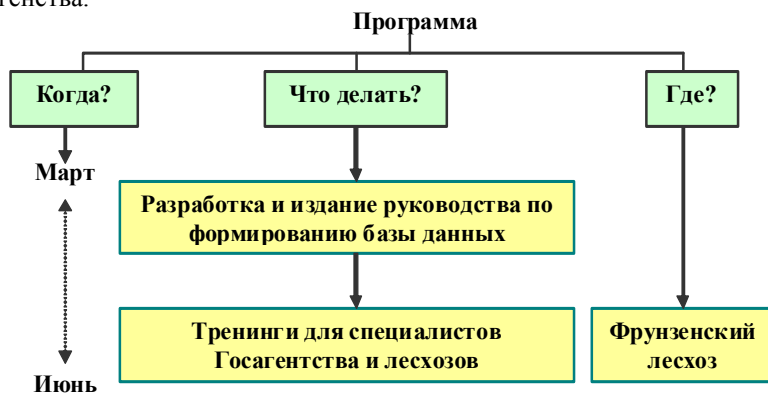 Программа
Когда?
Что делать?
Где?
Март
Разработка и издание руководства по
формированию базы данных
Тренинги для специалистов
Госагентства и лесхозов
Фрунзенский
лесхоз
Июнь